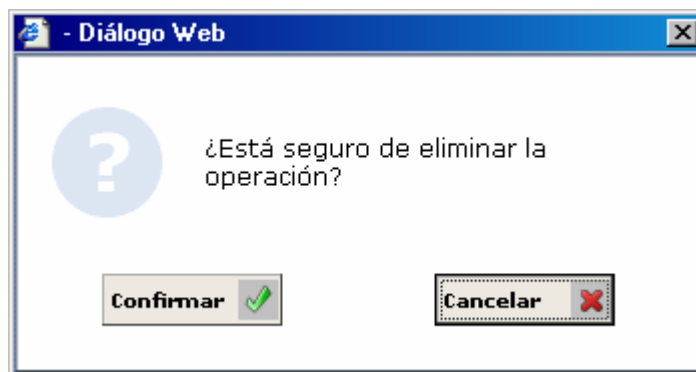 - Diálogo Web
¿Está seguro de eliminar la
operación?
Confirmar
Cancelar